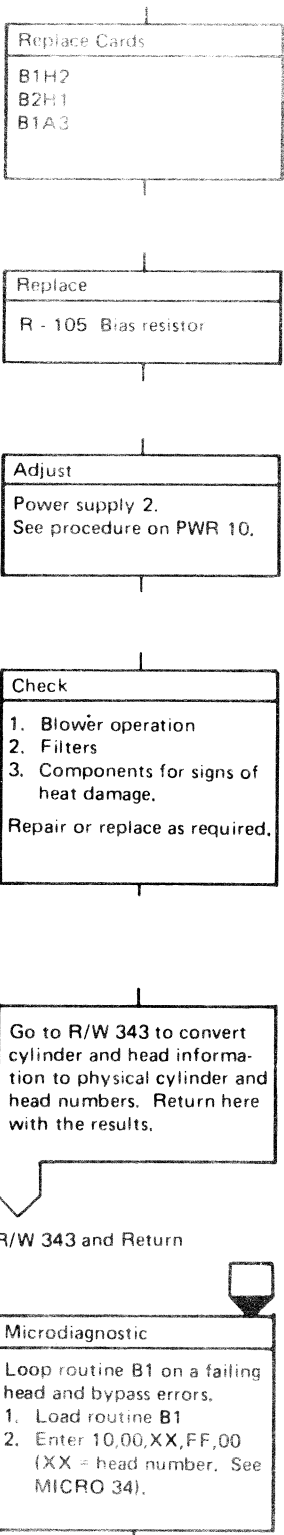 Replace Cards
B1H2
B2H1
B1A3
Replace
R - 105 Bias resistor
Adjust
Power supply 2.
See procedure on PWR 10.
Check
1. Blower operation
2. Filters
3. Components for signs of
heat damage.
Repair or replace as required.
Go to R/W 343 to convert
cylinder and head informa-
tion to physical cylinder and
head numbers. Return here
with the results.
R/W 343 and Return
Microdiagnostic
Loop routine B1 on a failing
head and bypass errors.
1. Load routine B1
2. Enter 10,00,XX,FF,00
(XX = head number. See
MICRO 34).